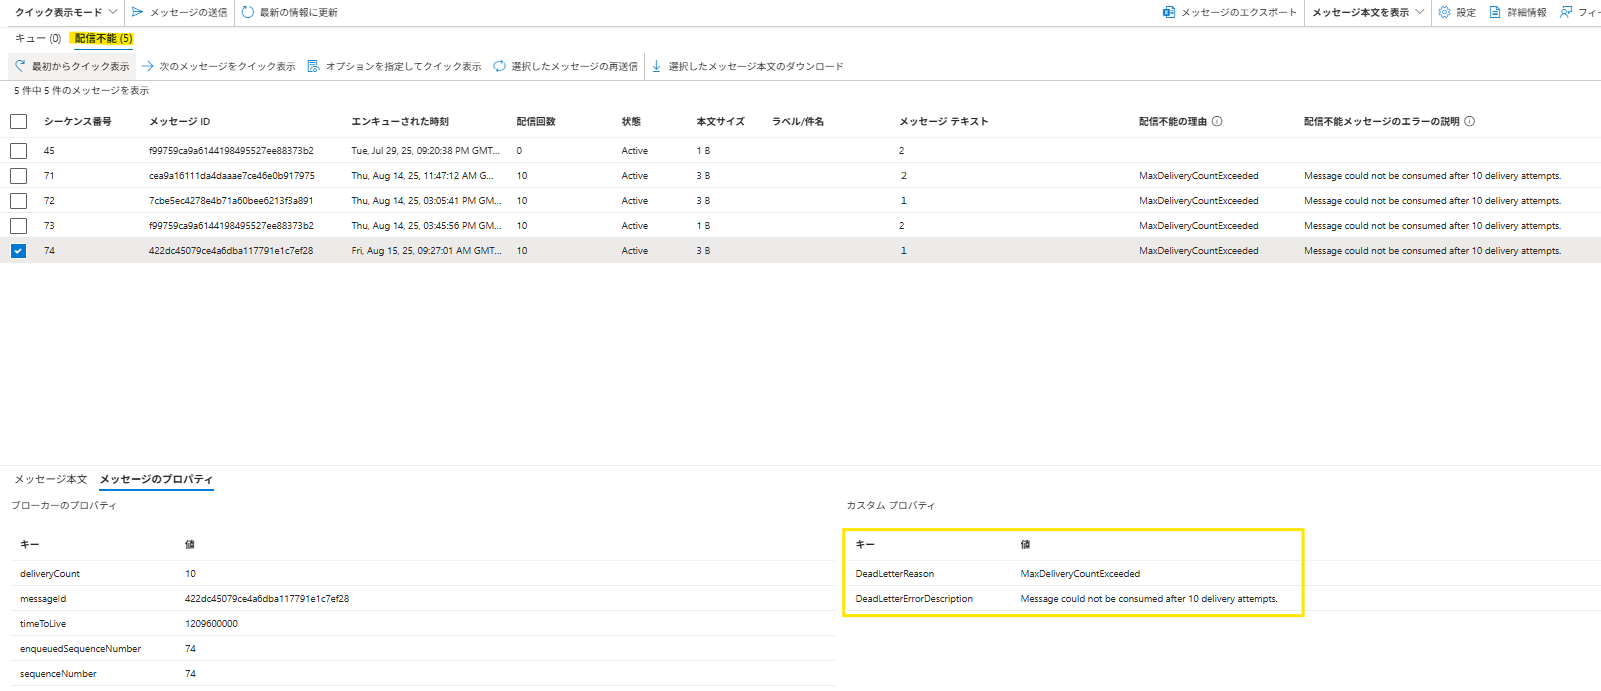 クイック表示モード メッセージの送信 最新の情報に更新 メッセージのエクスポート メッセージ本文を表示 設定 詳細情報 フィー
キュー (0) 配信不能 (5)
最初からクイック表示 次のメッセージをクイック表示 オプションを指定してクイック表示 選択したメッセージの再送信 選択したメッセージ本文のダウンロード
5 件中 5 件のメッセージを表示
シーケンス番号 メッセージ ID エンキューされた時刻 配信回数 状態 本文サイズ ラベル/件名 メッセージ テキスト 配信不能の理由 配信不能メッセージのエラーの説明
45 f99759ca9a6144198495527ee88373b2 Tue, Jul 29, 25, 09:20:38 PM GMT... 0 Active 1 B 2
71 cea9a16111da4daaae7ce46e0b917975 Thu, Aug 14, 25, 11:47:12 AM G... 10 Active 3 B 2 MaxDeliveryCountExceeded Message could not be consumed after 10 delivery attempts.
72 7cbe5ec4278e4b71a60bee6213f3a891 Thu, Aug 14, 25, 03:05:41 PM GM... 10 Active 3 B 1 MaxDeliveryCountExceeded Message could not be consumed after 10 delivery attempts.
73 f99759ca9a6144198495527ee88373b2 Thu, Aug 14, 25, 03:45:56 PM GM... 10 Active 1 B 2 MaxDeliveryCountExceeded Message could not be consumed after 10 delivery attempts.
74 422dc45079ce4a6dba117791e1c7ef28 Fri, Aug 15, 25, 09:27:01 AM GMT... 10 Active 3 B 1 MaxDeliveryCountExceeded Message could not be consumed after 10 delivery attempts.
メッセージ本文 メッセージのプロパティ
ブローカーのプロパティ カスタム プロパティ
キー 値 キー 値
deliveryCount 10 DeadLetterReason MaxDeliveryCountExceeded
messageId 422dc45079ce4a6dba117791e1c7ef28 DeadLetterErrorDescription Message could not be consumed after 10 delivery attempts.
timeToLive 1209600000
enqueuedSequenceNumber 74
sequenceNumber 74